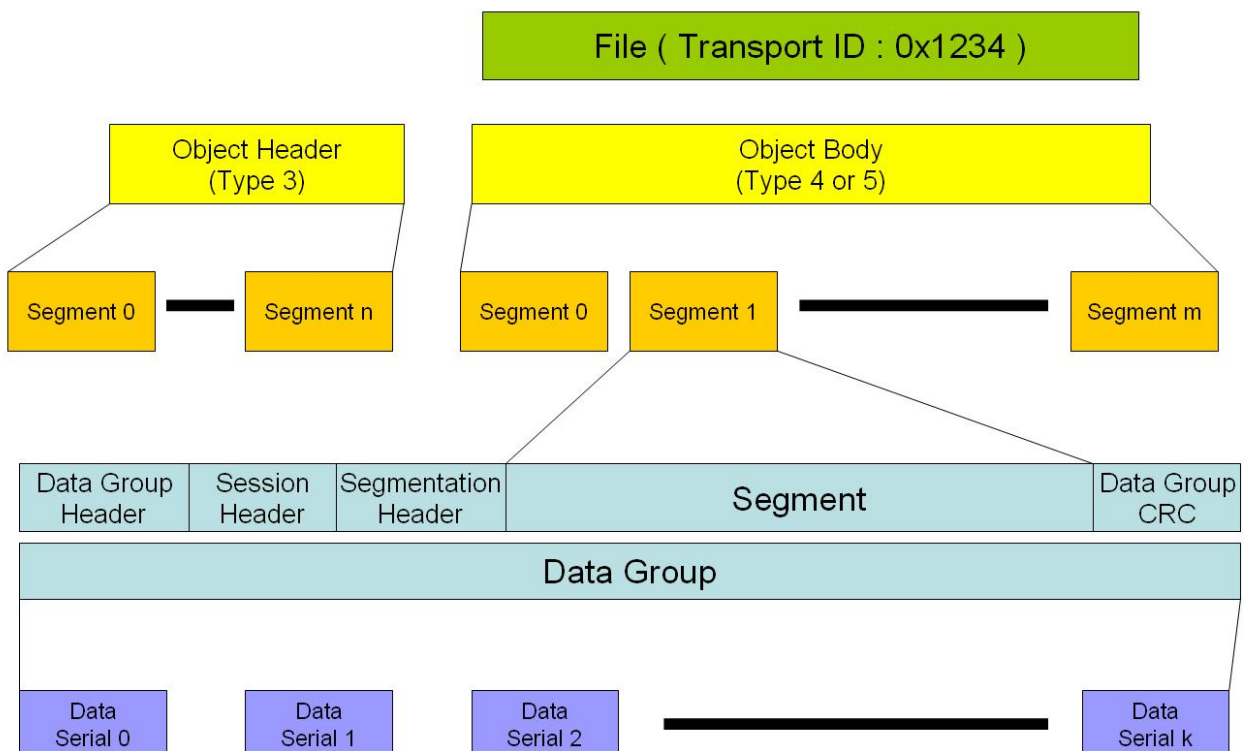 File ( Transport ID : 0x1234 )
Object Header
(Type 3)
Object Body
(Type 4 or 5)
Segment 0
Segment n
Segment 0
Segment 1
Segment m
Data Group
Header
Session
Header
Segmentation
Header
Segment
Data Group
CRC
Data Group
Data
Serial 0
Data
Serial 1
Data
Serial 2
Data
Serial k